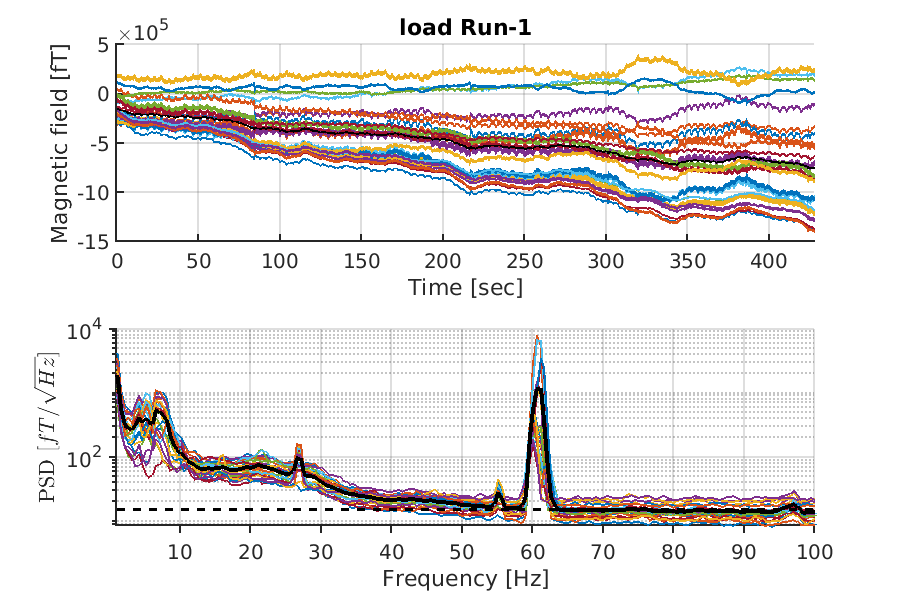 load Run-1
×10^5
Magnetic field [fT]
5
0
-5
-10
-15
0 50 100 150 200 250 300 350 400
Time [sec]
PSD [fT/√Hz]
10^4
10^2
10 20 30 40 50 60 70 80 90 100
Frequency [Hz]